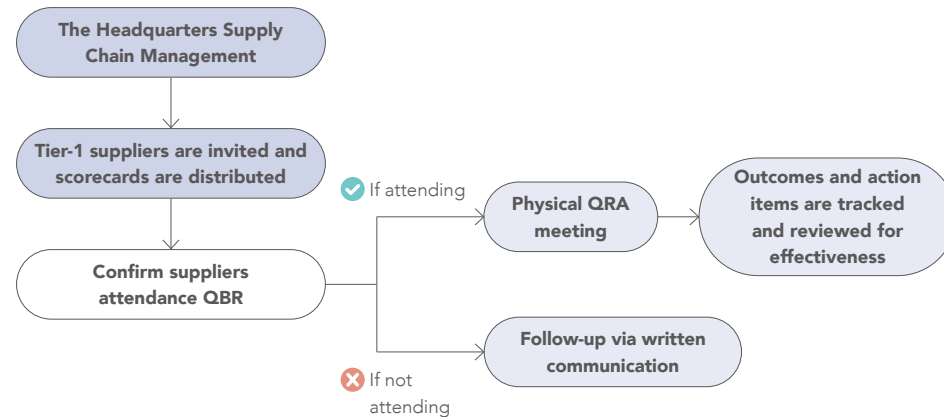 The Headquarters Supply
Chain Management
Tier-1 suppliers are invited and
scorecards are distributed
Confirm suppliers
attendance QBR
If attending
Physical QRA
meeting
Outcomes and action
items are tracked
and reviewed for
effectiveness
If not
attending
Follow-up via written
communication